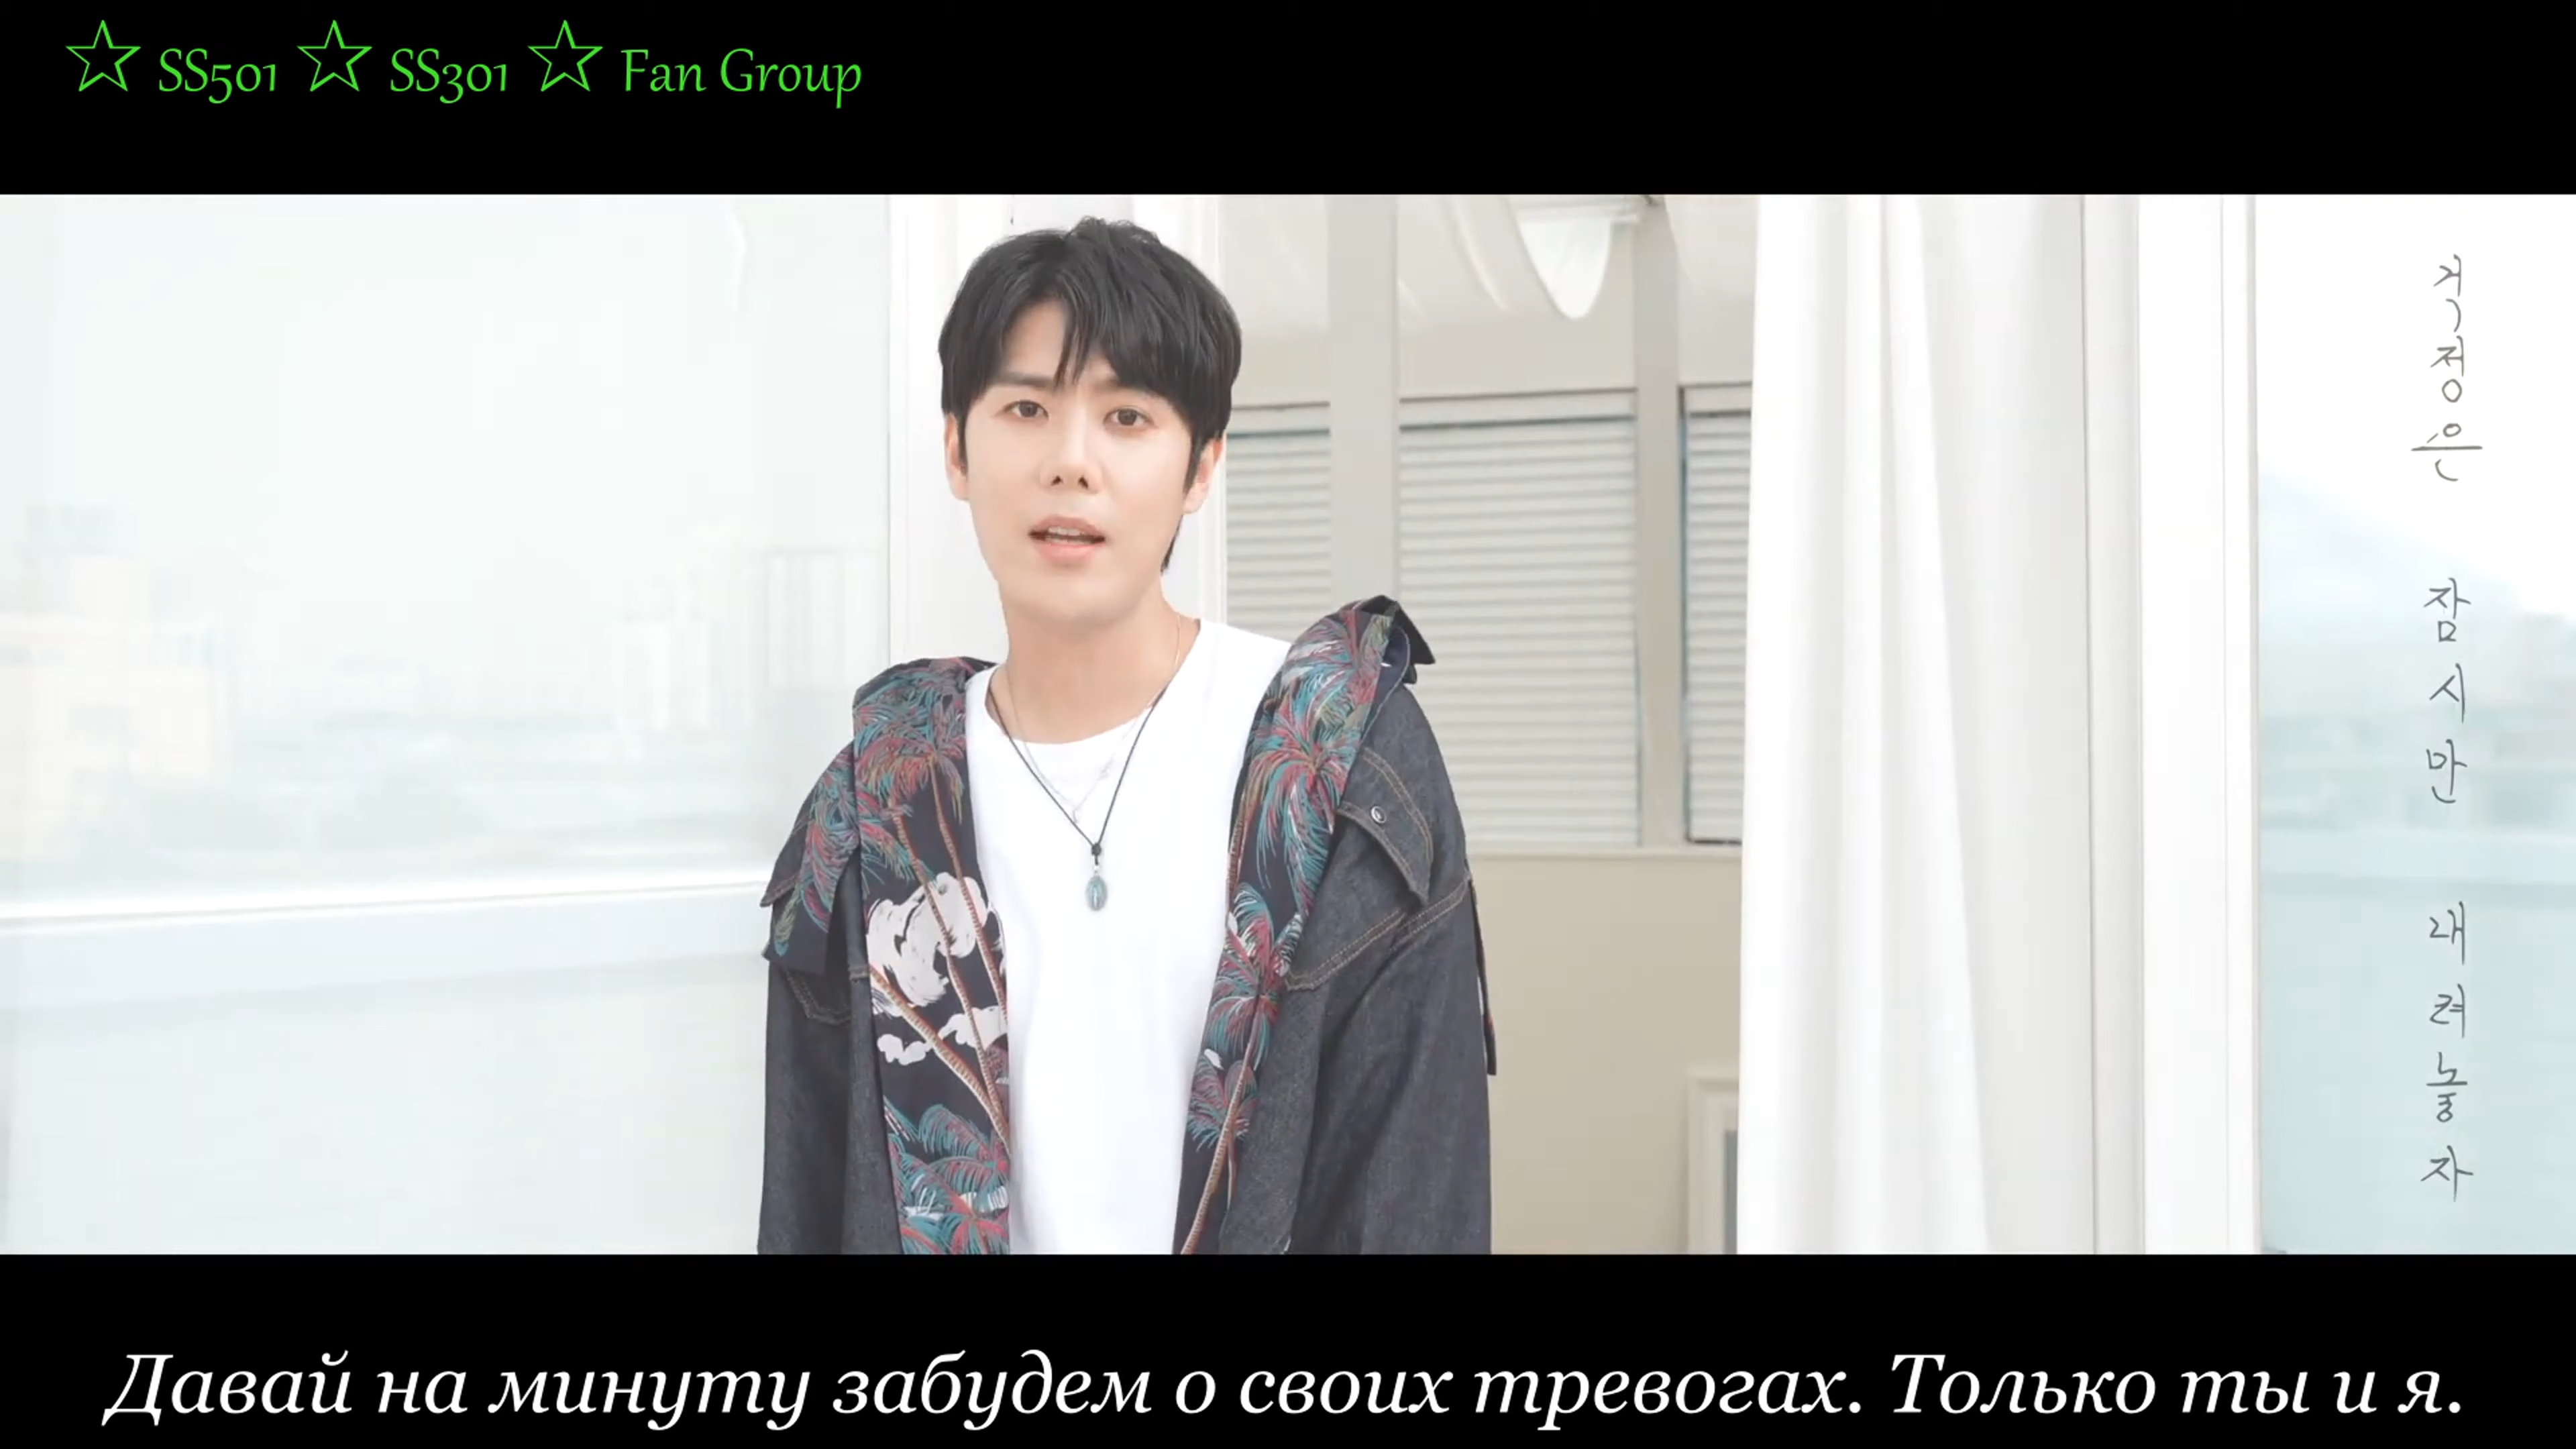 ☆ SS501 ☆ SS301 ☆ Fan Group
걱정은 잠시만 내려놓자
Давай на минуту забудем о своих тревогах. Только ты и я.